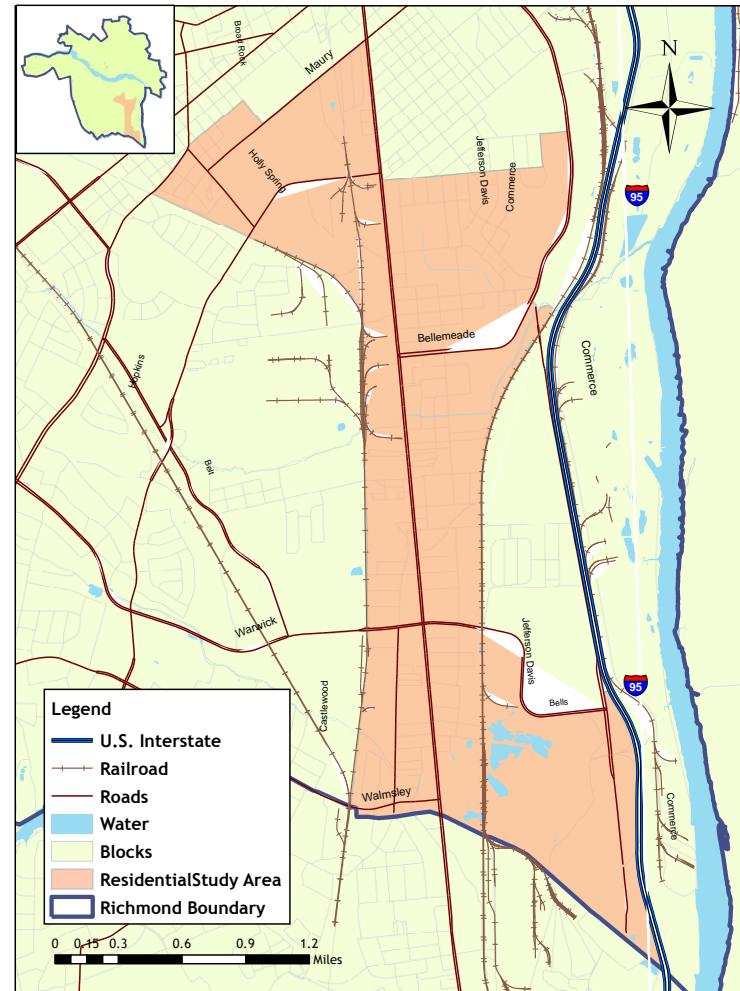 Broad Rock
Maury
N
Holly Spring
Jefferson Davis
Commerce
95
Bellemeade
Commerce
Hopkins
Belt
Warwick
Jefferson Davis
Castlewood
95
Bells
Walmsley
Commerce
Legend
U.S. Interstate
Railroad
Roads
Water
Blocks
ResidentialStudy Area
Richmond Boundary
0 0.15 0.3 0.6 0.9 1.2
Miles